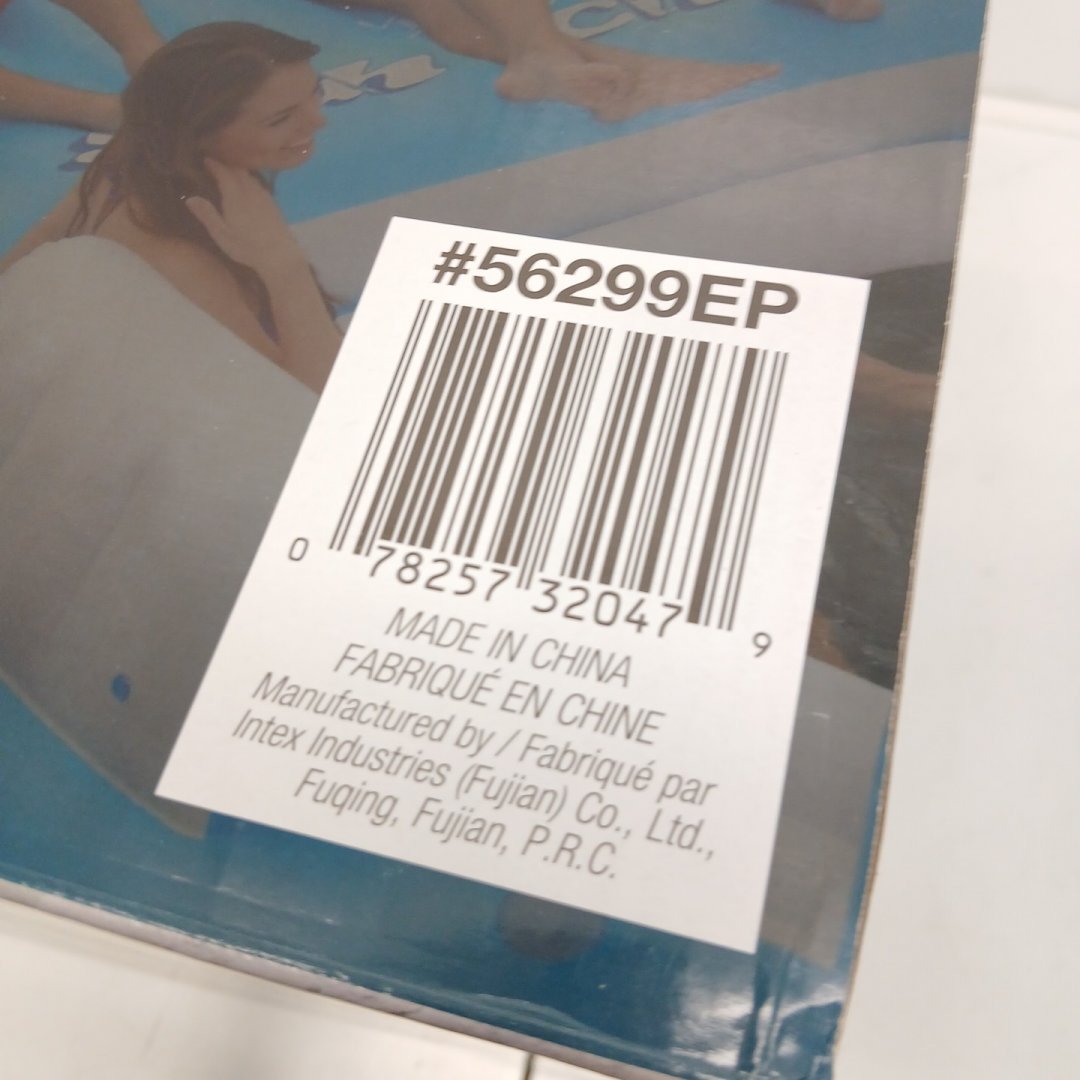 #56299EP
0 78257 32047 9
MADE IN CHINA
FABRIQUÉ EN CHINE
Manufactured by / Fabriqué par
Intex Industries (Fujian) Co., Ltd.,
Fuqing, Fujian, P.R.C.